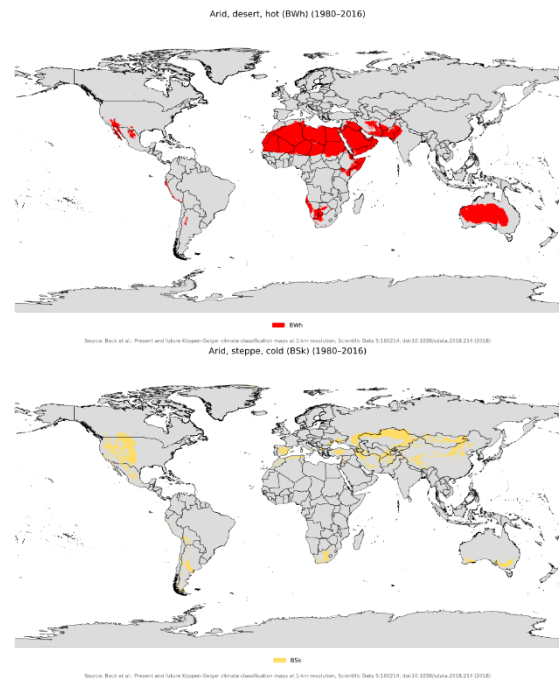 Arid, desert, hot (BWh) (1980–2016)
BWh
Source: Beck et al.: Present and future Köppen-Geiger climate classification maps at 1-km resolution, Scientific Data 5:180214, doi:10.1038/sdata.2018.214 (2018)
Arid, steppe, cold (BSk) (1980–2016)
BSk
Source: Beck et al.: Present and future Köppen-Geiger climate classification maps at 1-km resolution, Scientific Data 5:180214, doi:10.1038/sdata.2018.214 (2018)